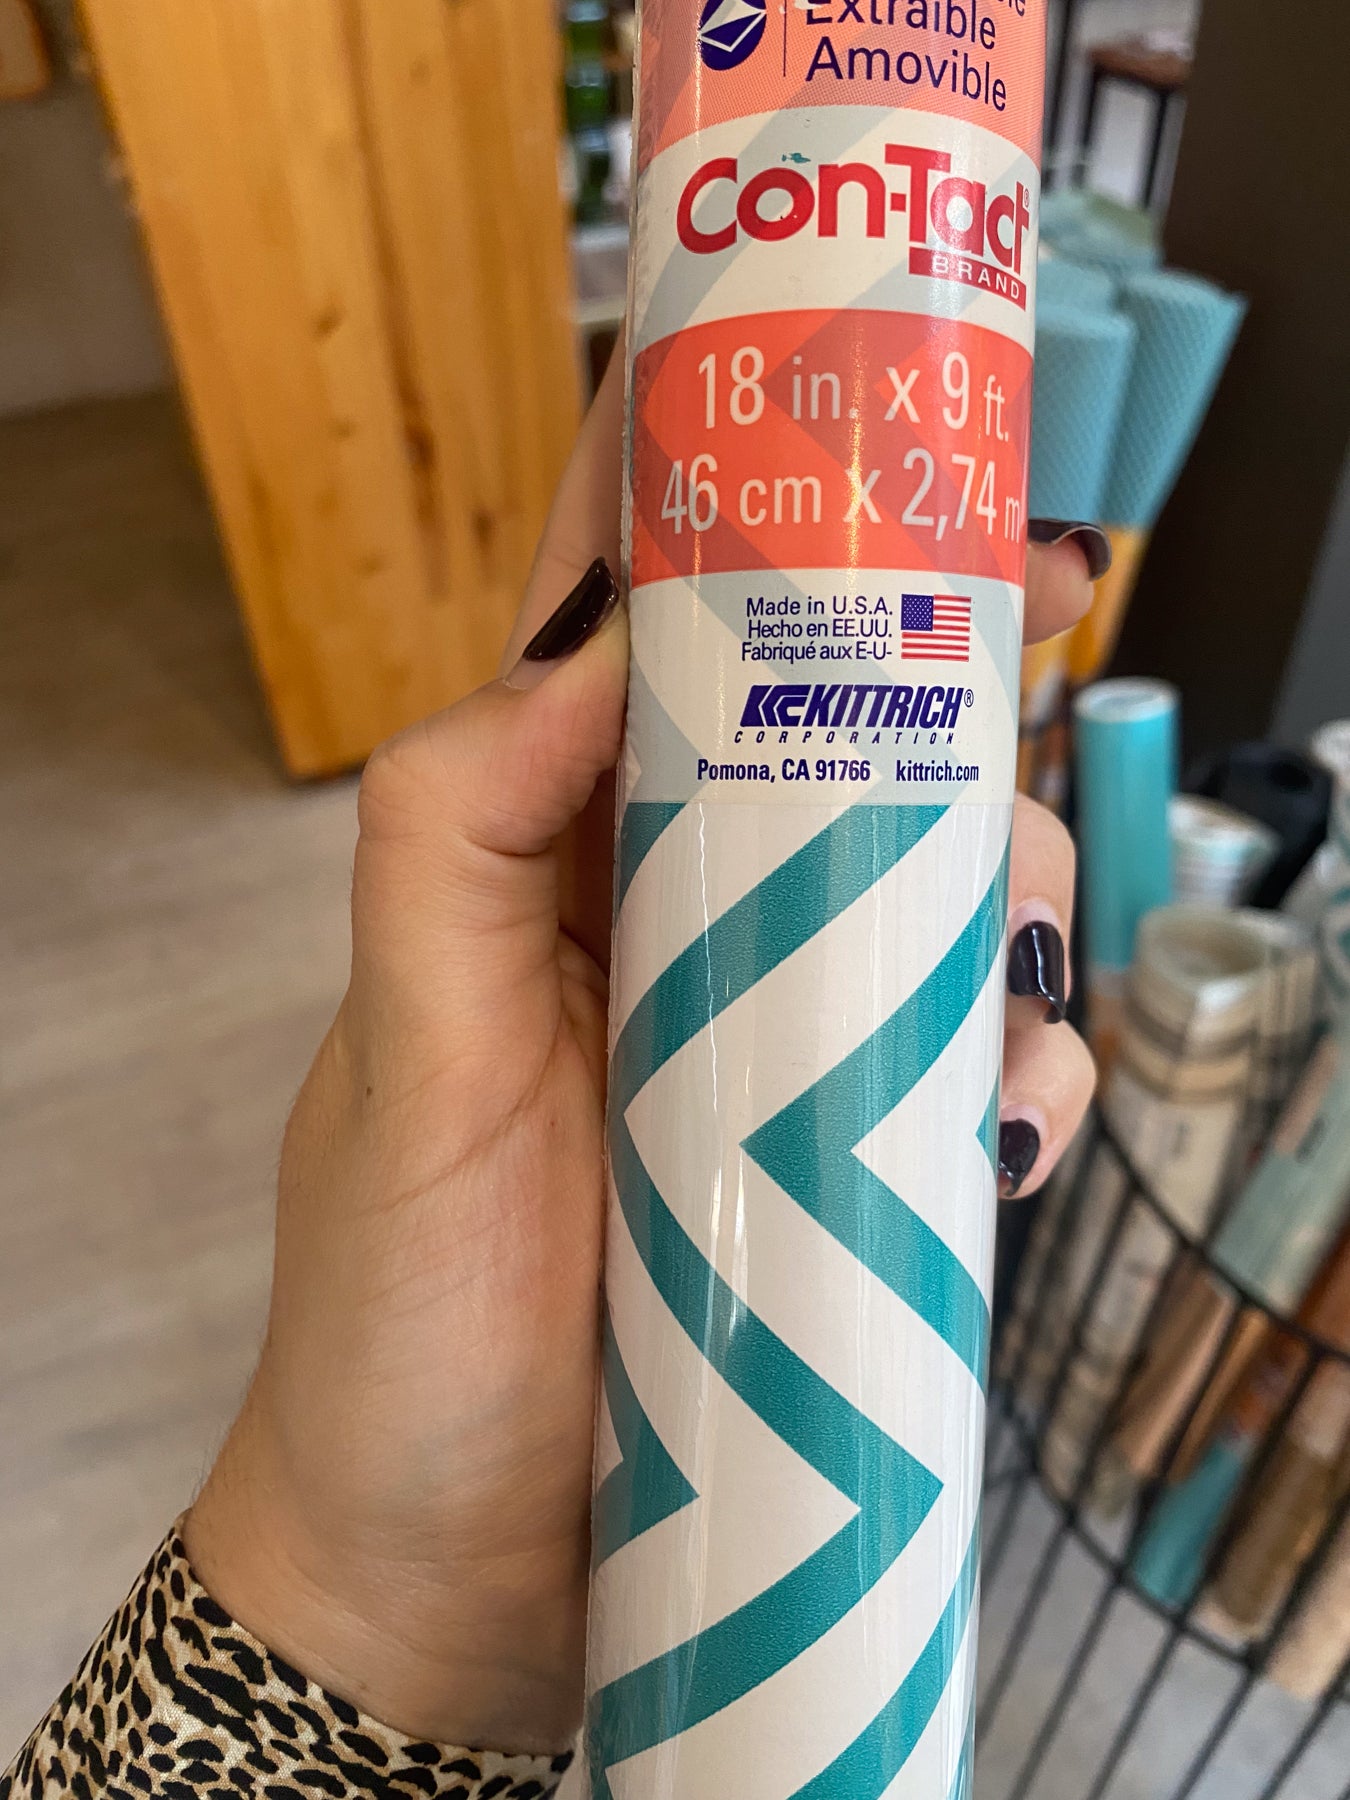 Extraíble
Amovible
Con-Tact®
BRAND
18 in. x 9 ft.
46 cm x 2,74 m
Made in U.S.A.
Hecho en EE.UU.
Fabriqué aux E-U-
KITTRICH®
CORPORATION
Pomona, CA 91766 kittrich.com